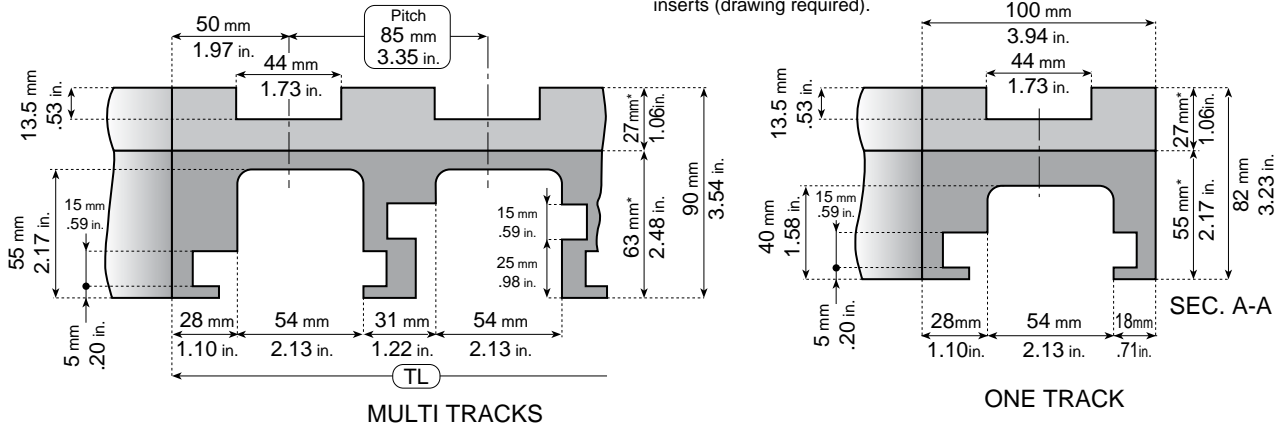 inserts (drawing required).
50 mm
1.97 in.
Pitch
85 mm
3.35 in.
44 mm
1.73 in.
13.5 mm
.53 in.
27mm*
1.06in.
90 mm
3.54 in.
63 mm*
2.48 in.
55 mm
2.17 in.
15 mm
.59 in.
15 mm
.59 in.
25 mm
.98 in.
5 mm
.20 in.
28 mm
1.10 in.
54 mm
2.13 in.
31 mm
1.22 in.
54 mm
2.13 in.
TL
MULTI TRACKS
100 mm
3.94 in.
44 mm
1.73 in.
13.5 mm
.53 in.
27mm*
1.06in.
82 mm
3.23 in.
55 mm*
2.17 in.
40 mm
1.58 in.
15 mm
.59 in.
5 mm
.20 in.
28mm
1.10in.
54 mm
2.13 in.
18mm
.71in.
SEC. A-A
ONE TRACK